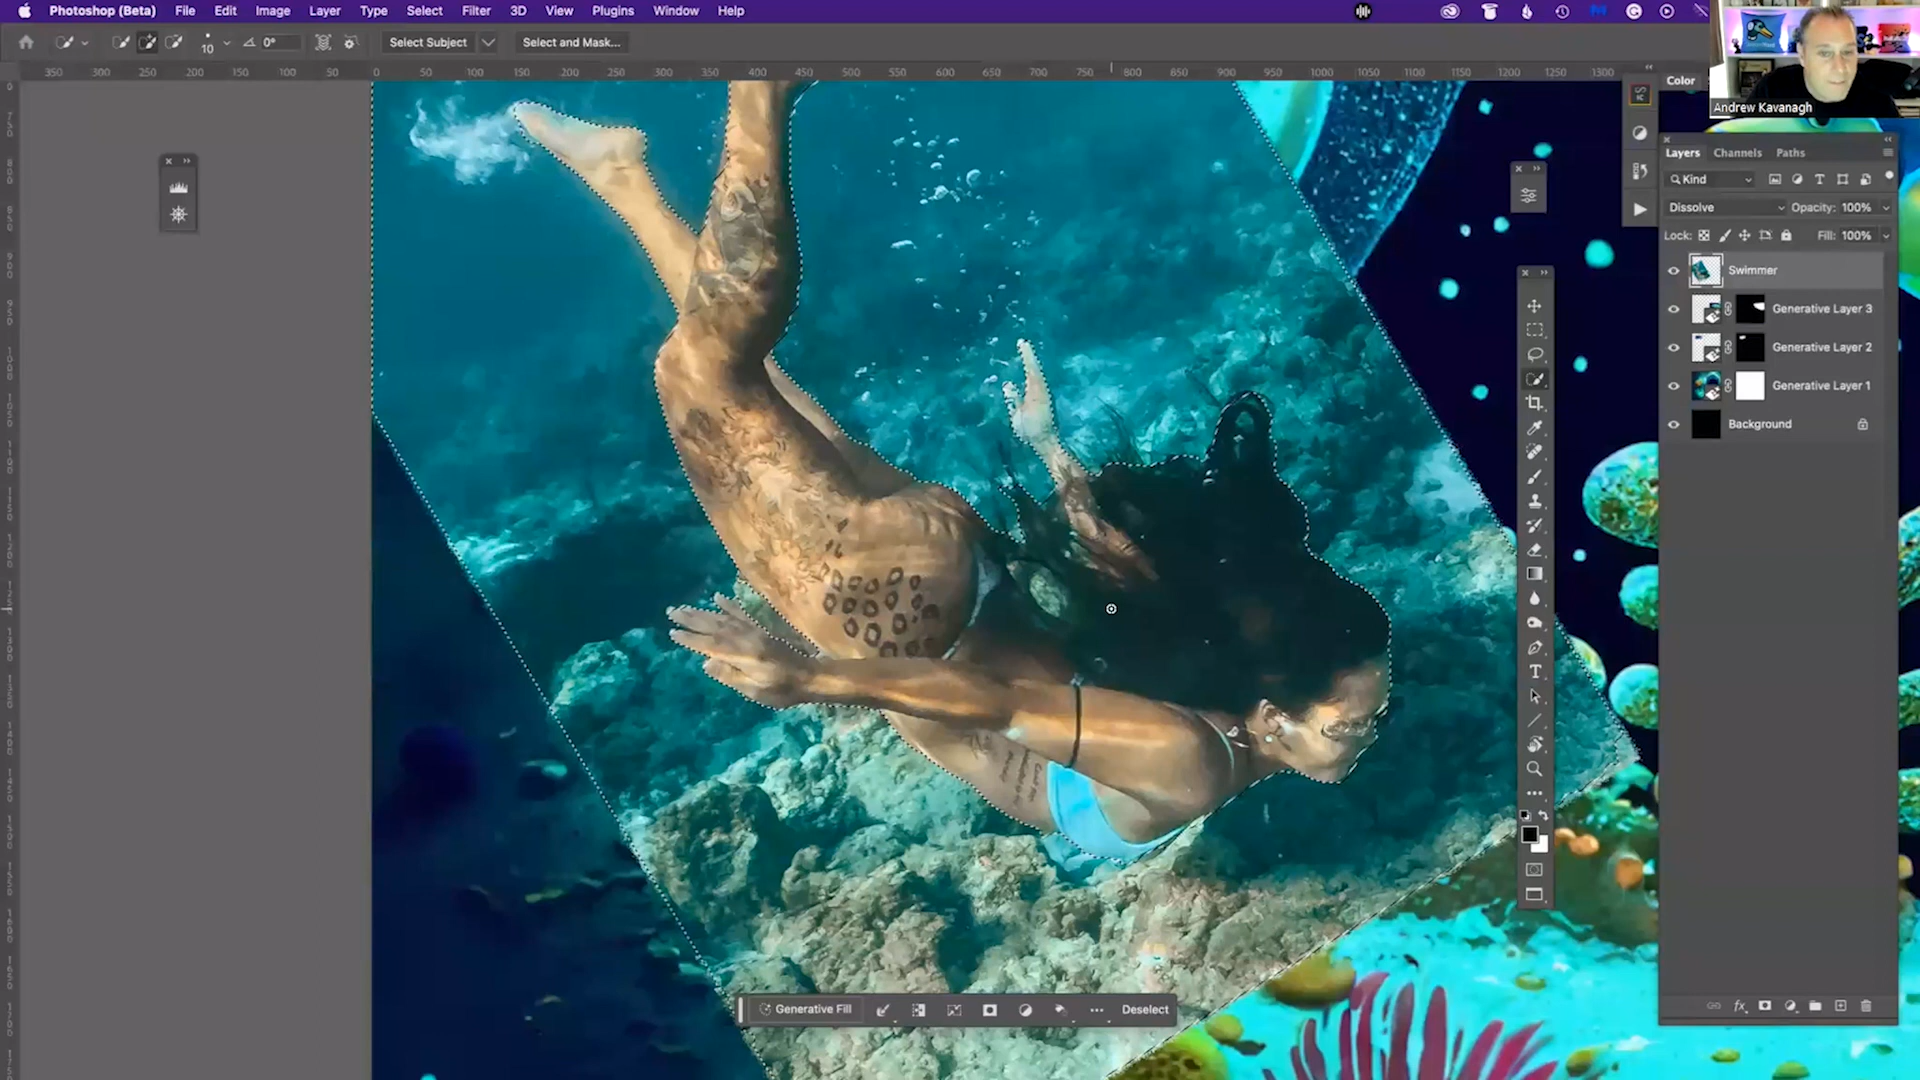 Photoshop (Beta) File Edit Image Layer Type Select Filter 3D View Plugins Window Help
10 0° Select Subject Select and Mask...
350 300 250 200 150 100 50 0 50 100 150 200 250 300 350 400 450 500 550 600 650 700 750 800 850 900 950 1000 1050 1100 1150 1200 1250 1300
Andrew Kavanagh
Color
Layers Channels Paths
Kind
Dissolve Opacity: 100%
Lock: Fill: 100%
Swimmer
Generative Layer 3
Generative Layer 2
Generative Layer 1
Background
Generative Fill Deselect